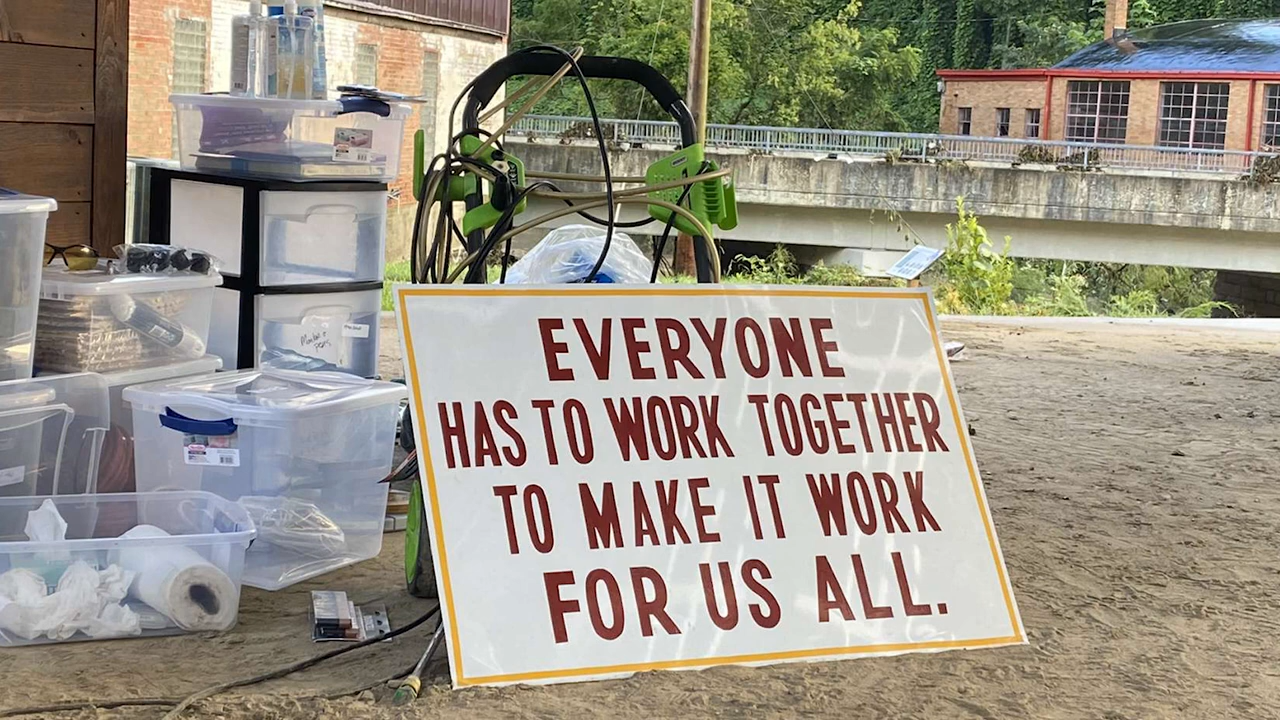 EVERYONE
HAS TO WORK TOGETHER
TO MAKE IT WORK
FOR US ALL.